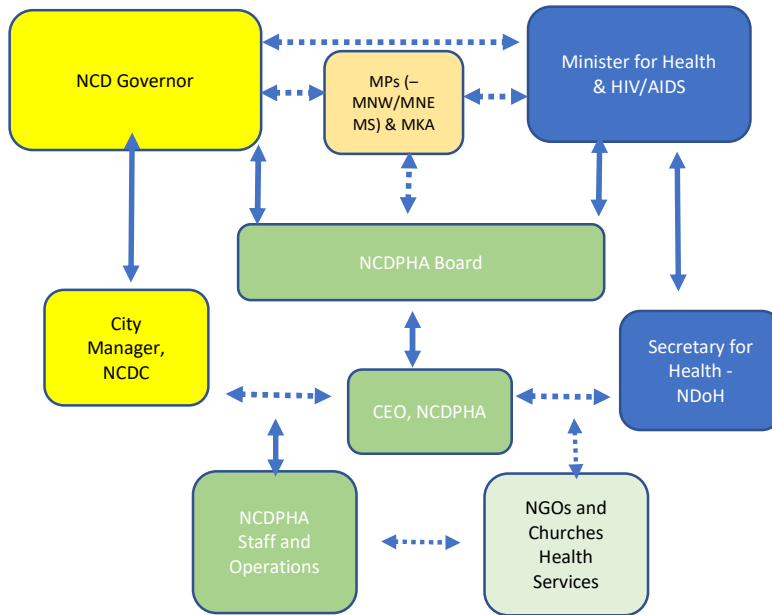 NCD Governor
MPs (–
MNW/MNE
MS) & MKA
Minister for Health
& HIV/AIDS
NCDPHA Board
City
Manager,
NCDC
CEO, NCDPHA
Secretary for
Health -
NDoH
NCDPHA
Staff and
Operations
NGOs and
Churches
Health
Services